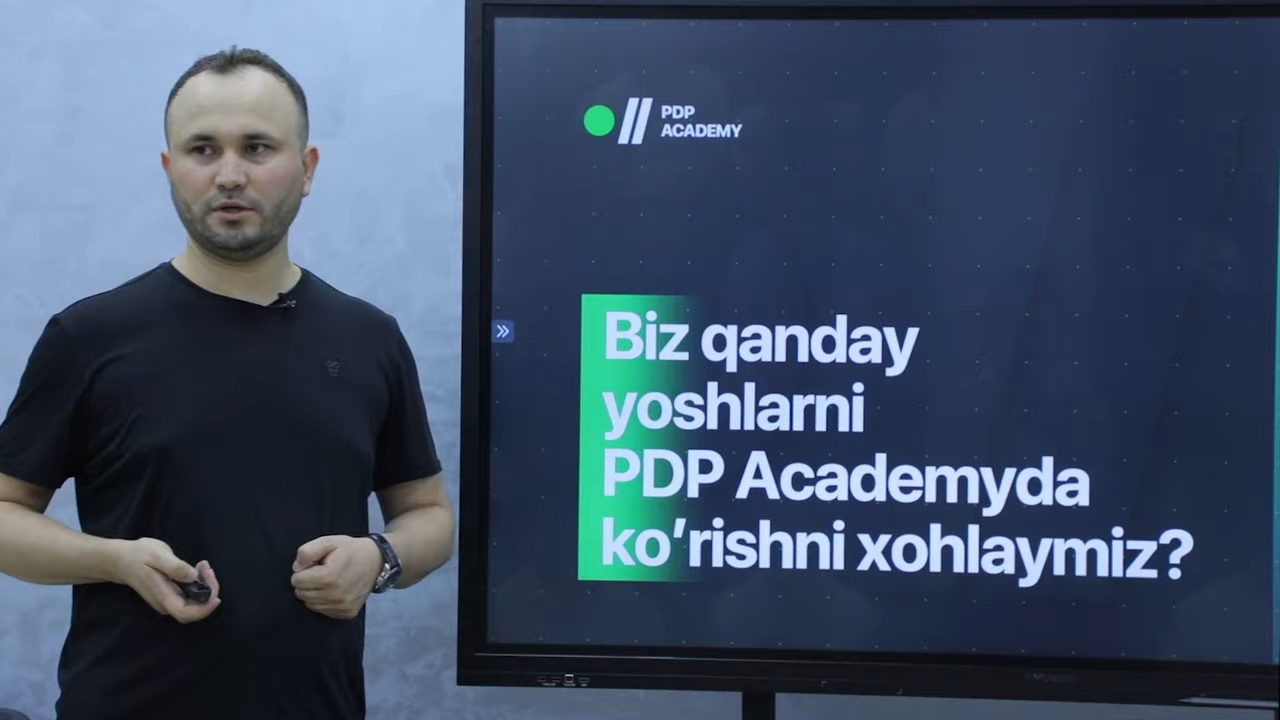 PDP
ACADEMY
Biz qanday
yoshlarni
PDP Academyda
ko’rishni xohlaymiz?